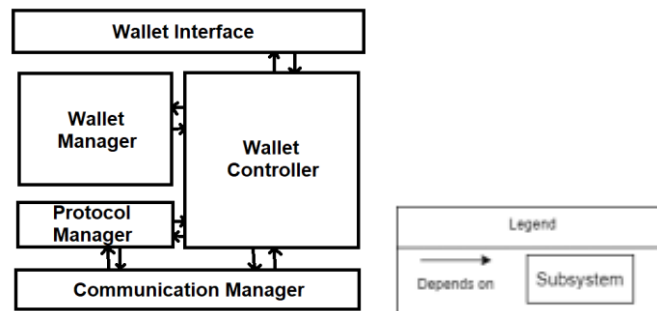 Wallet Interface
Wallet
Manager
Wallet
Controller
Protocol
Manager
Communication Manager
Legend
Depends on
Subsystem